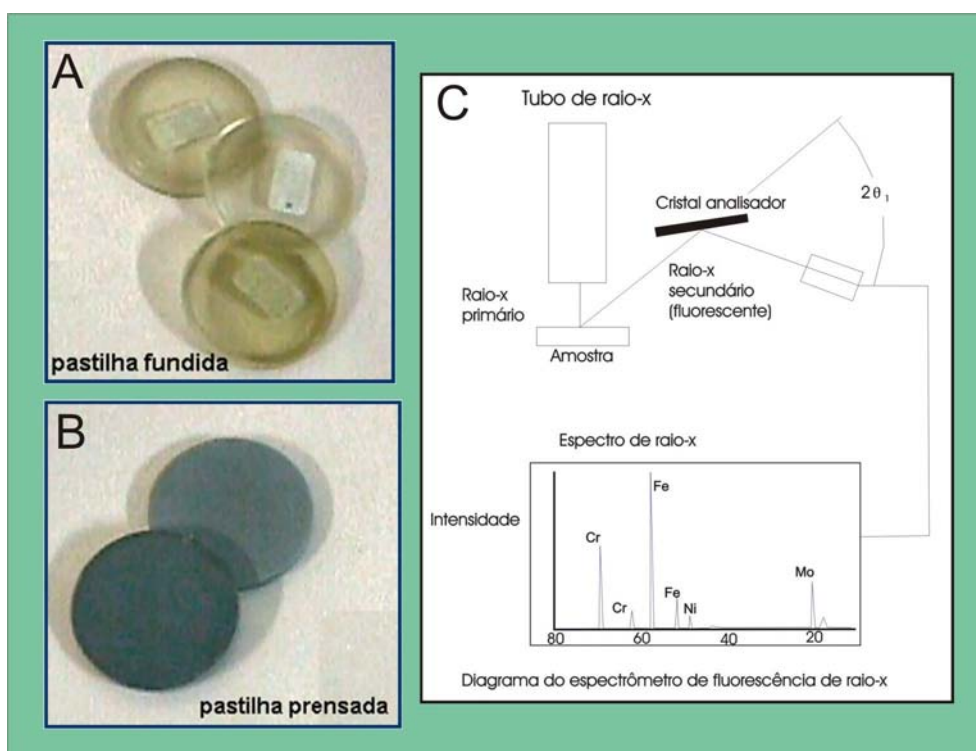 A
pastilha fundida
B
pastilha prensada
C
Tubo de raio-x
Cristal analisador
2θ₁
Raio-x
primário
Raio-x
secundário
(fluorescente)
Amostra
Espectro de raio-x
Intensidade
Cr
Cr
Fe
Fe
Ni
Mo
80
60
40
20
Diagrama do espectrômetro de fluorescência de raio-x